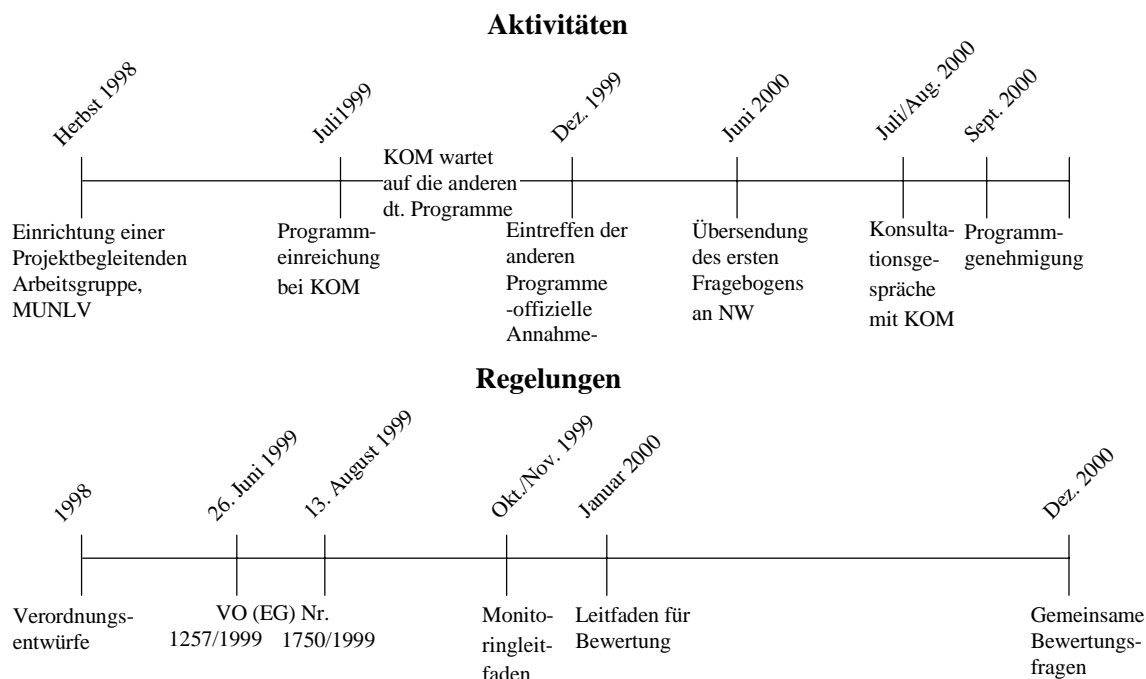 Aktivitäten
Herbst 1998
Juli1999
Dez. 1999
Juni 2000
Juli/Aug. 2000
Sept. 2000
KOM wartet
auf die anderen
dt. Programme
Einrichtung einer
Projektbegleitenden
Arbeitsgruppe,
MUNLV
Programm-
einreichung
bei KOM
Eintreffen der
anderen
Programme
-offizielle
Annahme-
Übersendung
des ersten
Fragebogens
an NW
Konsulta-
tionsge-
spräche
mit KOM
Programm-
genehmigung
Regelungen
1998
26. Juni 1999
13. August 1999
Okt./Nov. 1999
Januar 2000
Dez. 2000
Verordnungs-
entwürfe
VO (EG) Nr.
1257/1999 1750/1999
Monito-
ringleit-
faden
Leitfaden für
Bewertung
Gemeinsame
Bewertungs-
fragen